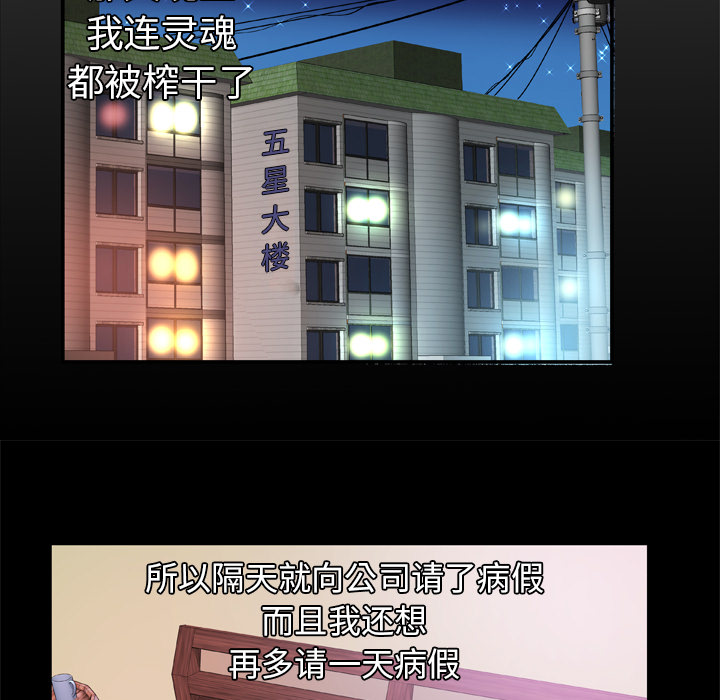 我连灵魂
都被榨干了
五星大楼
所以隔天就向公司请了病假
而且我还想
再多请一天病假